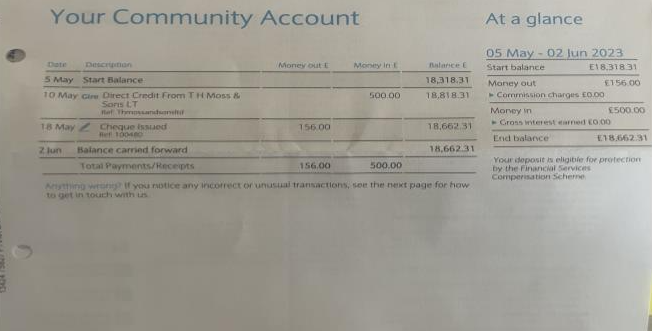 Your Community Account
Date Description Money out £ Money in £ Balance £
5 May Start Balance 18,318.31
10 May Giro Direct Credit From T H Moss & 500.00 18,818.31
Sons LT
Ref: Thmossandsonsltd
18 May Cheque Issued 156.00 18,662.31
Ref: 100480
2 Jun Balance carried forward 18,662.31
Total Payments/Receipts 156.00 500.00
Anything wrong? If you notice any incorrect or unusual transactions, see the next page for how
to get in touch with us.
At a glance
05 May - 02 Jun 2023
Start balance £18,318.31
Money out £156.00
▸ Commission charges £0.00
Money in £500.00
▸ Gross interest earned £0.00
End balance £18,662.31
Your deposit is eligible for protection
by the Financial Services
Compensation Scheme